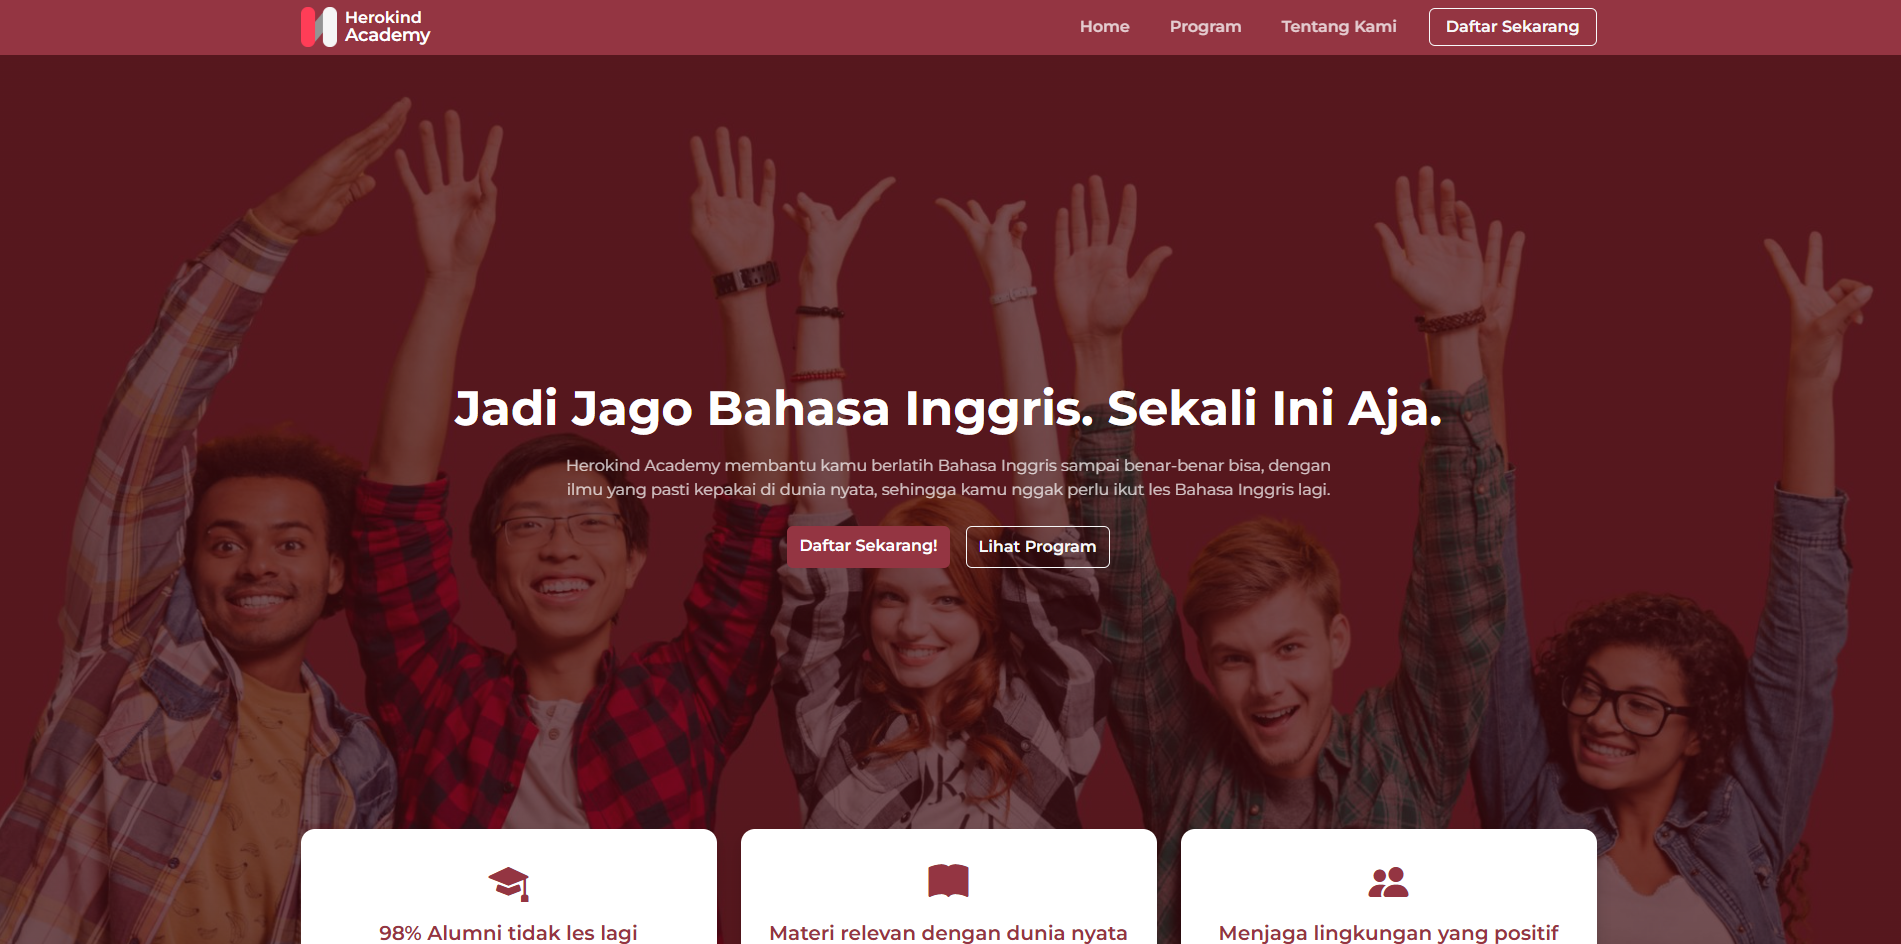 Herokind
Academy
Home
Program
Tentang Kami
Daftar Sekarang
Jadi Jago Bahasa Inggris. Sekali Ini Aja.
Herokind Academy membantu kamu berlatih Bahasa Inggris sampai benar-benar bisa, dengan
ilmu yang pasti kepakai di dunia nyata, sehingga kamu nggak perlu ikut les Bahasa Inggris lagi.
Daftar Sekarang!
Lihat Program
98% Alumni tidak les lagi
Materi relevan dengan dunia nyata
Menjaga lingkungan yang positif